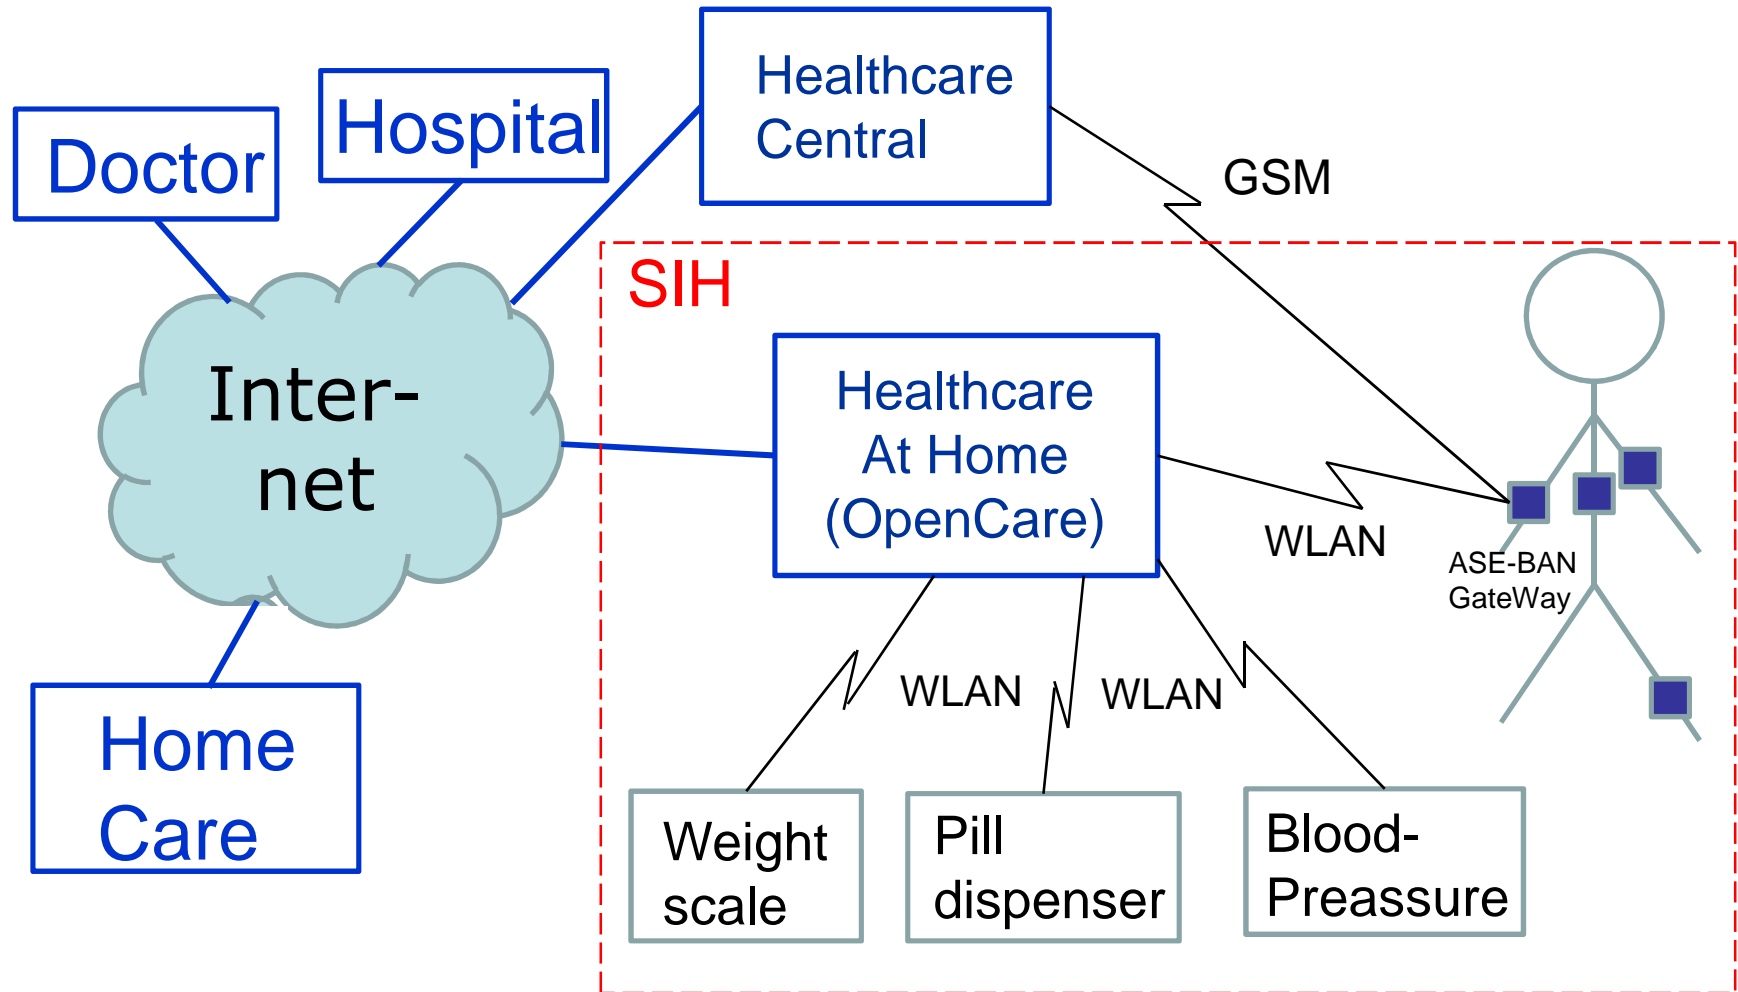 Healthcare
Central
Hospital
Doctor
GSM
SIH
Inter-
net
Healthcare
At Home
(OpenCare)
WLAN
ASE-BAN
GateWay
WLAN
WLAN
Home
Care
Weight
scale
Pill
dispenser
Blood-
Preassure